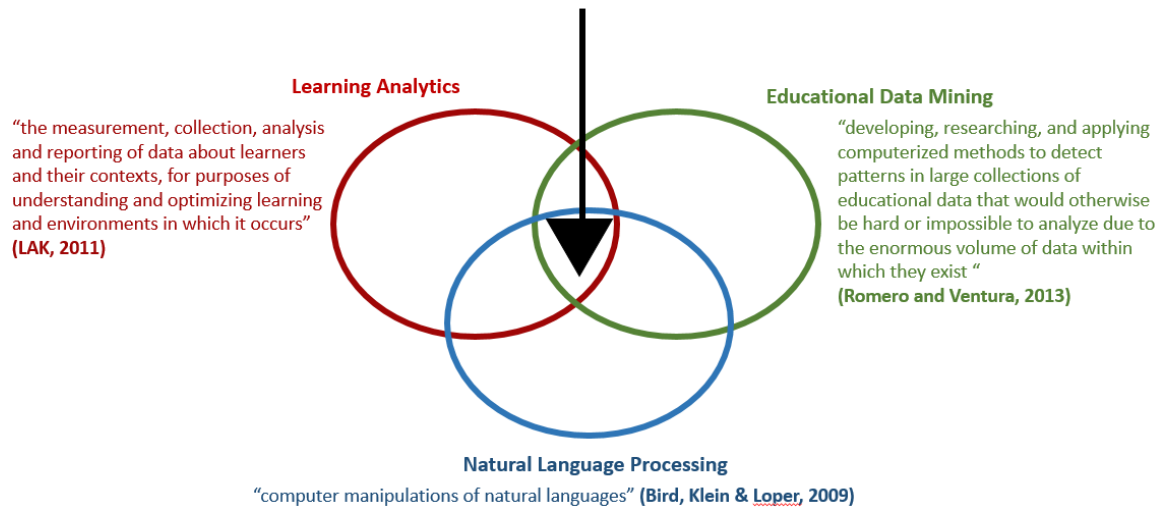 Learning Analytics
“the measurement, collection, analysis
and reporting of data about learners
and their contexts, for purposes of
understanding and optimizing learning
and environments in which it occurs”
(LAK, 2011)
Educational Data Mining
“developing, researching, and applying
computerized methods to detect
patterns in large collections of
educational data that would otherwise
be hard or impossible to analyze due to
the enormous volume of data within
which they exist “
(Romero and Ventura, 2013)
Natural Language Processing
“computer manipulations of natural languages” (Bird, Klein & Loper, 2009)